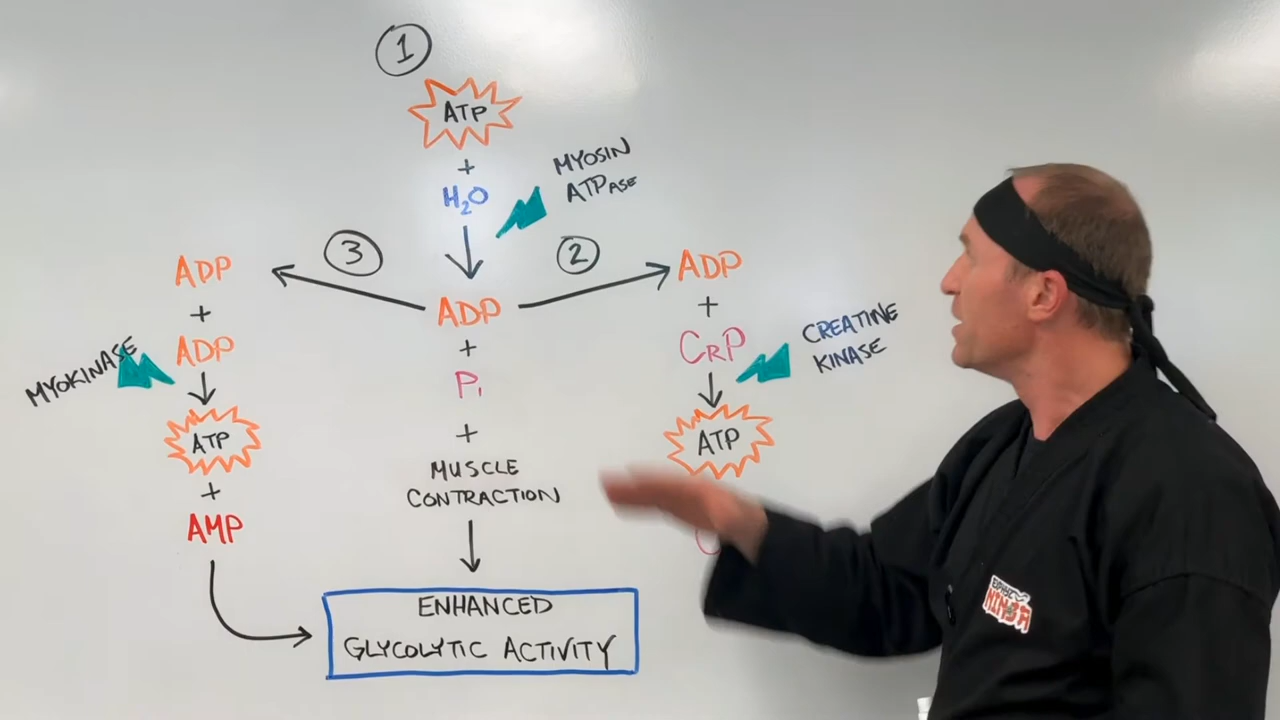 1
ATP
+
H₂O
MYOSIN
ATPASE
3
2
ADP
+
ADP
MYOKINASE
ATP
+
AMP
ADP
+
Pi
+
MUSCLE
CONTRACTION
ADP
+
CRP
CREATINE
KINASE
ATP
ENHANCED
GLYCOLYTIC ACTIVITY
NINJA